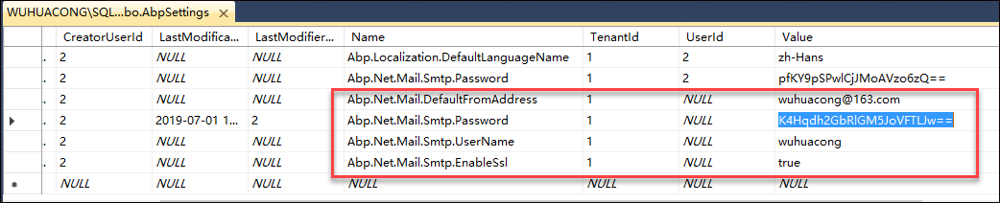 WUHUACONG\SQL...bo.AbpSettings ×
CreatorUserId LastModifica... LastModifier... Name TenantId UserId Value
. 2 NULL NULL Abp.Localization.DefaultLanguageName 1 2 zh-Hans
. 2 NULL NULL Abp.Net.Mail.Smtp.Password 1 2 pfKY9pSPwlCjJMoAVzo6zQ==
. 2 NULL NULL Abp.Net.Mail.DefaultFromAddress 1 NULL wuhuacong@163.com
. 2 2019-07-01 1... 2 Abp.Net.Mail.Smtp.Password 1 NULL K4Hqdh2GbRlGM5JoVFTLJw==
. 2 NULL NULL Abp.Net.Mail.Smtp.UserName 1 NULL wuhuacong
. 2 NULL NULL Abp.Net.Mail.Smtp.EnableSsl 1 NULL true
NULL NULL NULL NULL NULL NULL NULL